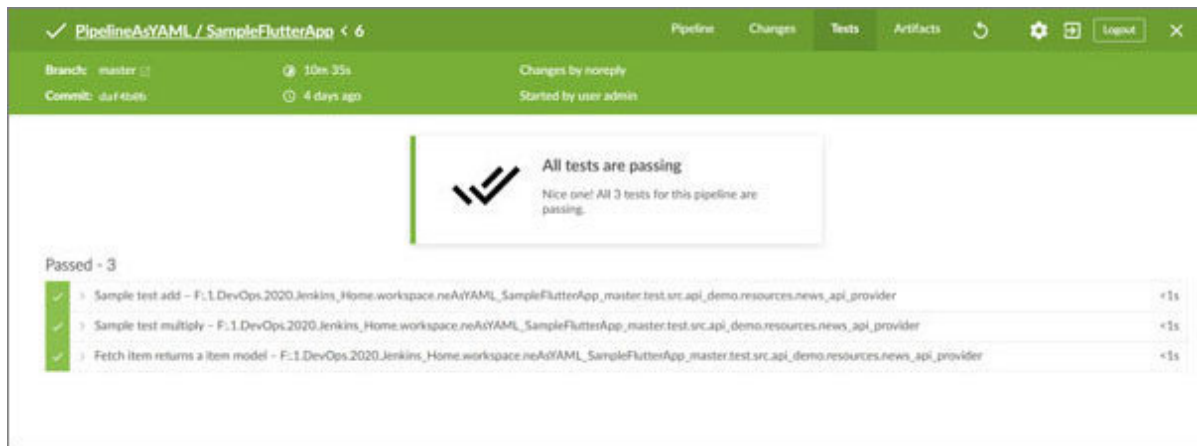 PipelineAsYAML / SampleFlutterApp < 6
Pipeline Changes Tests Artifacts Logout
Branch: master 10m 35s Changes by noreply
Commit: 4 days ago Started by user admin
All tests are passing
Nice one! All 3 tests for this pipeline are
passing.
Passed - 3
Sample test add – F:.1.DevOps.2020.Jenkins_Home.workspace.neAsYAML_SampleFlutterApp_master.test.src.api_demo.resources.news_api_provider <1s
Sample test multiply – F:.1.DevOps.2020.Jenkins_Home.workspace.neAsYAML_SampleFlutterApp_master.test.src.api_demo.resources.news_api_provider <1s
Fetch item returns a item model – F:.1.DevOps.2020.Jenkins_Home.workspace.neAsYAML_SampleFlutterApp_master.test.src.api_demo.resources.news_api_provider <1s